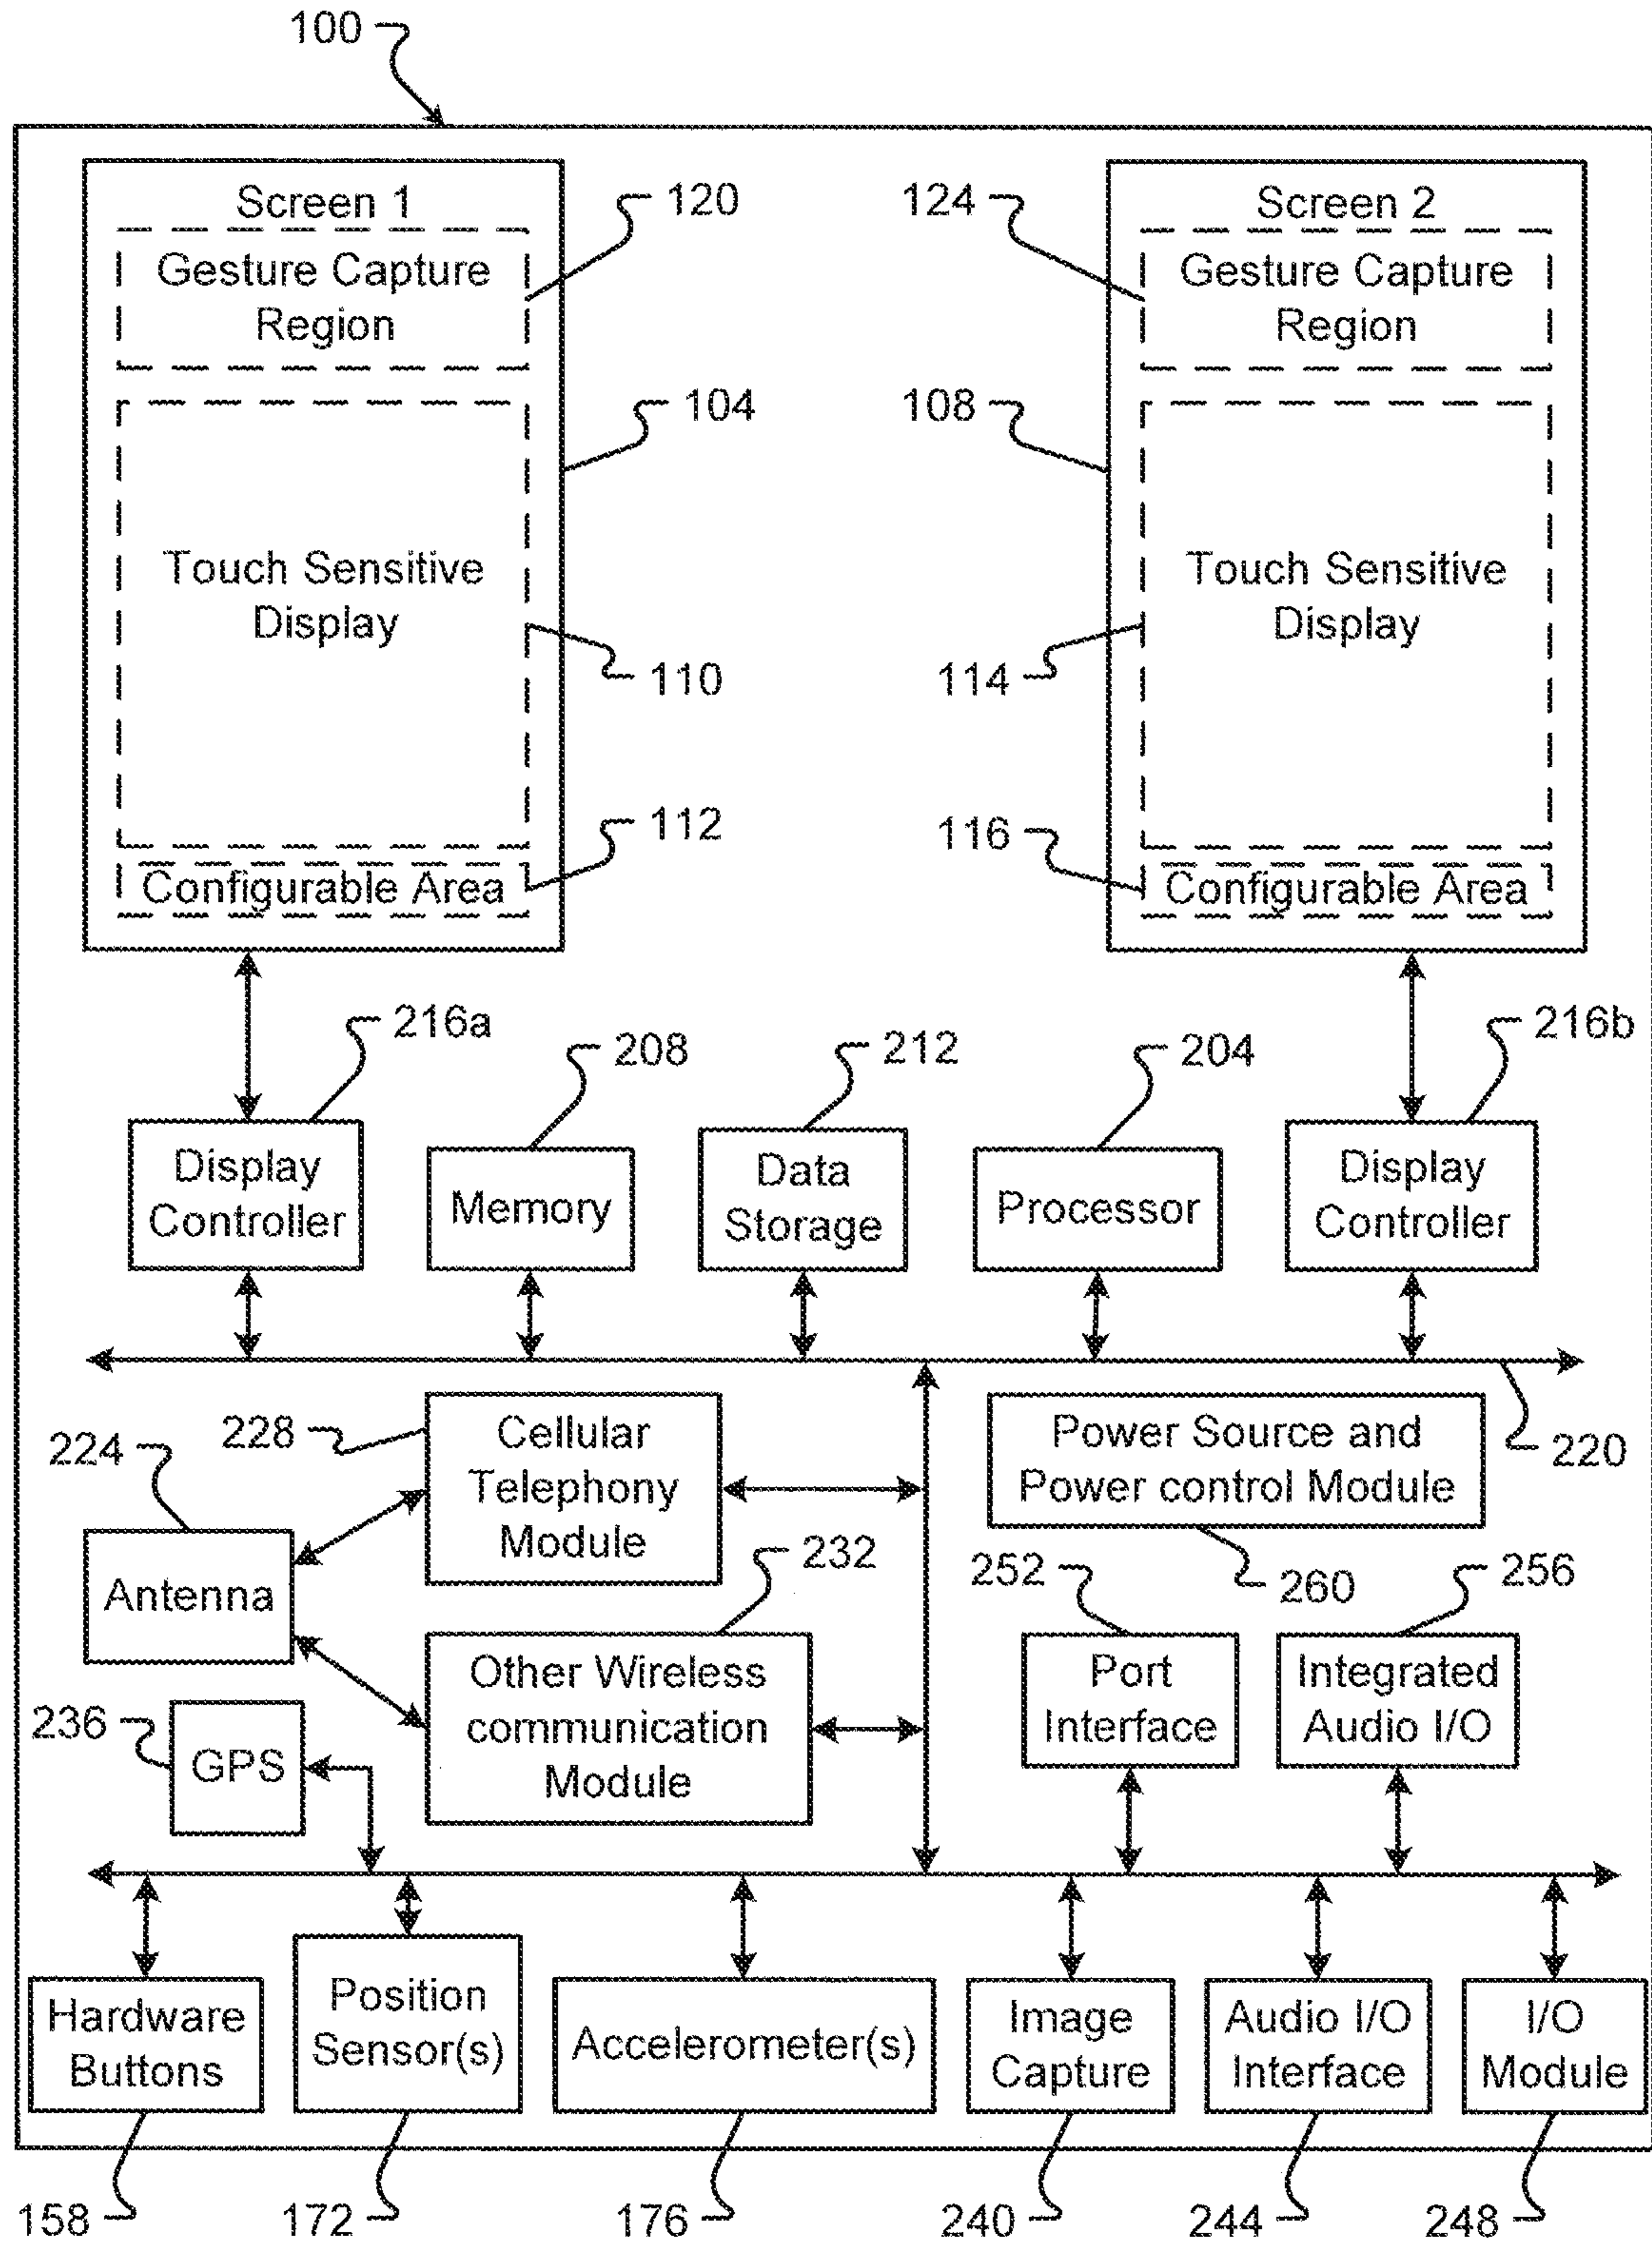 100
Screen 1
Gesture Capture
Region
120
Touch Sensitive
Display
104
110
Configurable Area
112
124
Screen 2
Gesture Capture
Region
108
Touch Sensitive
Display
114
116
Configurable Area
216a
208
212
204
216b
Display
Controller
Memory
Data
Storage
Processor
Display
Controller
220
224
228
Cellular
Telephony
Module
Power Source and
Power control Module
260
Antenna
232
Other Wireless
communication
Module
252
Port
Interface
256
Integrated
Audio I/O
236
GPS
Hardware
Buttons
Position
Sensor(s)
Accelerometer(s)
Image
Capture
Audio I/O
Interface
I/O
Module
158
172
176
240
244
248